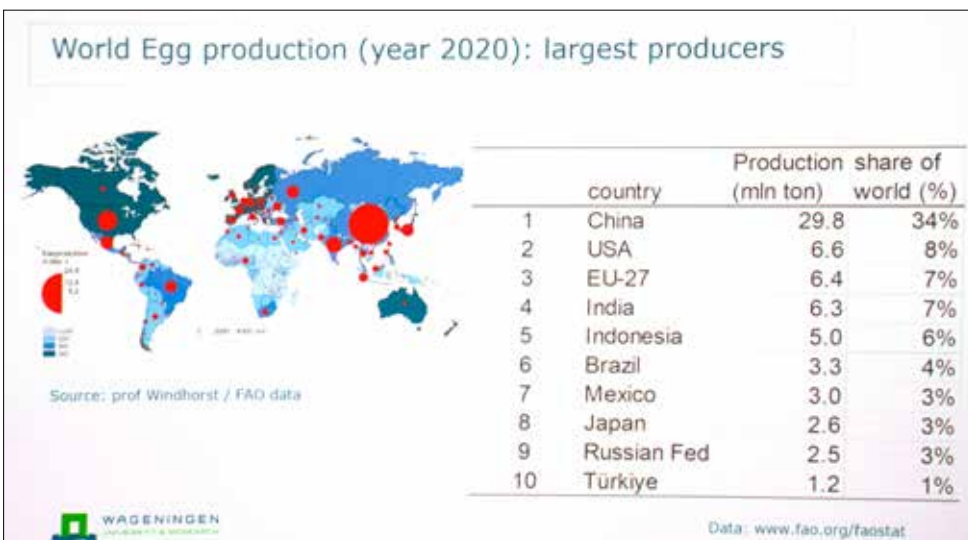 World Egg production (year 2020): largest producers
Production share of
country (mln ton) world (%)
1 China 29.8 34%
2 USA 6.6 8%
3 EU-27 6.4 7%
4 India 6.3 7%
5 Indonesia 5.0 6%
6 Brazil 3.3 4%
7 Mexico 3.0 3%
8 Japan 2.6 3%
9 Russian Fed 2.5 3%
10 Türkiye 1.2 1%
Source: prof Windhorst / FAO data
WAGENINGEN
UNIVERSITY & RESEARCH
Data: www.fao.org/faostat